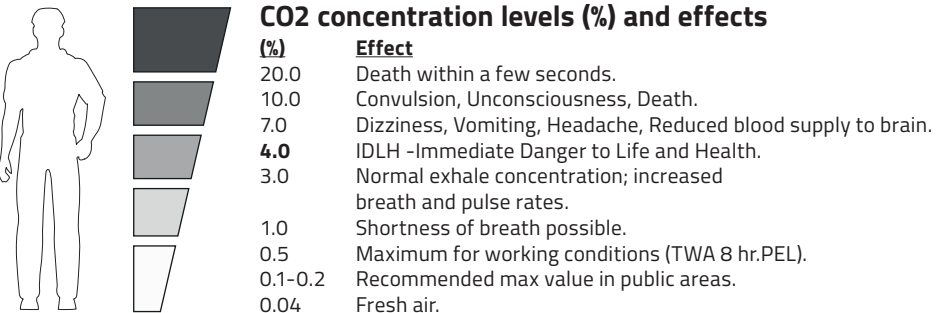 CO2 concentration levels (%) and effects
(%) Effect
20.0 Death within a few seconds.
10.0 Convulsion, Unconsciousness, Death.
7.0 Dizziness, Vomiting, Headache, Reduced blood supply to brain.
4.0 IDLH -Immediate Danger to Life and Health.
3.0 Normal exhale concentration; increased
breath and pulse rates.
1.0 Shortness of breath possible.
0.5 Maximum for working conditions (TWA 8 hr.PEL).
0.1-0.2 Recommended max value in public areas.
0.04 Fresh air.